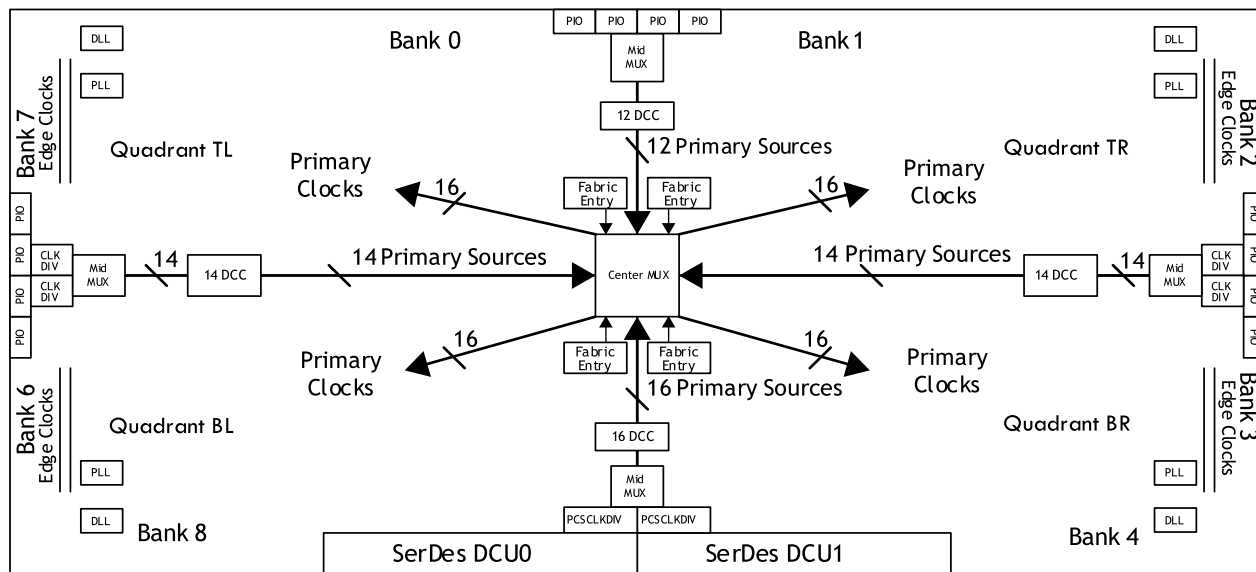 PIO PIO PIO PIO
Bank 0
Bank 1
Mid
MUX
DLL
DLL
PLL
PLL
Bank 7
Edge Clocks
Bank 2
Edge Clocks
12 DCC
Quadrant TL
12 Primary Sources
Quadrant TR
Primary
Clocks
16
Fabric
Entry
Fabric
Entry
16
Primary
Clocks
PIO
PIO
PIO
PIO
CLK
DIV
CLK
DIV
Mid
MUX
14
14 DCC
14 Primary Sources
Center MUX
14 Primary Sources
14 DCC
14
Mid
MUX
CLK
DIV
CLK
DIV
PIO
PIO
PIO
PIO
Primary
Clocks
16
Fabric
Entry
Fabric
Entry
16
Primary
Clocks
16 Primary Sources
Bank 6
Edge Clocks
Bank 3
Edge Clocks
Quadrant BL
Quadrant BR
16 DCC
PLL
PLL
Mid
MUX
DLL
DLL
Bank 8
PCSCLKDIV PCSCLKDIV
Bank 4
SerDes DCU0
SerDes DCU1